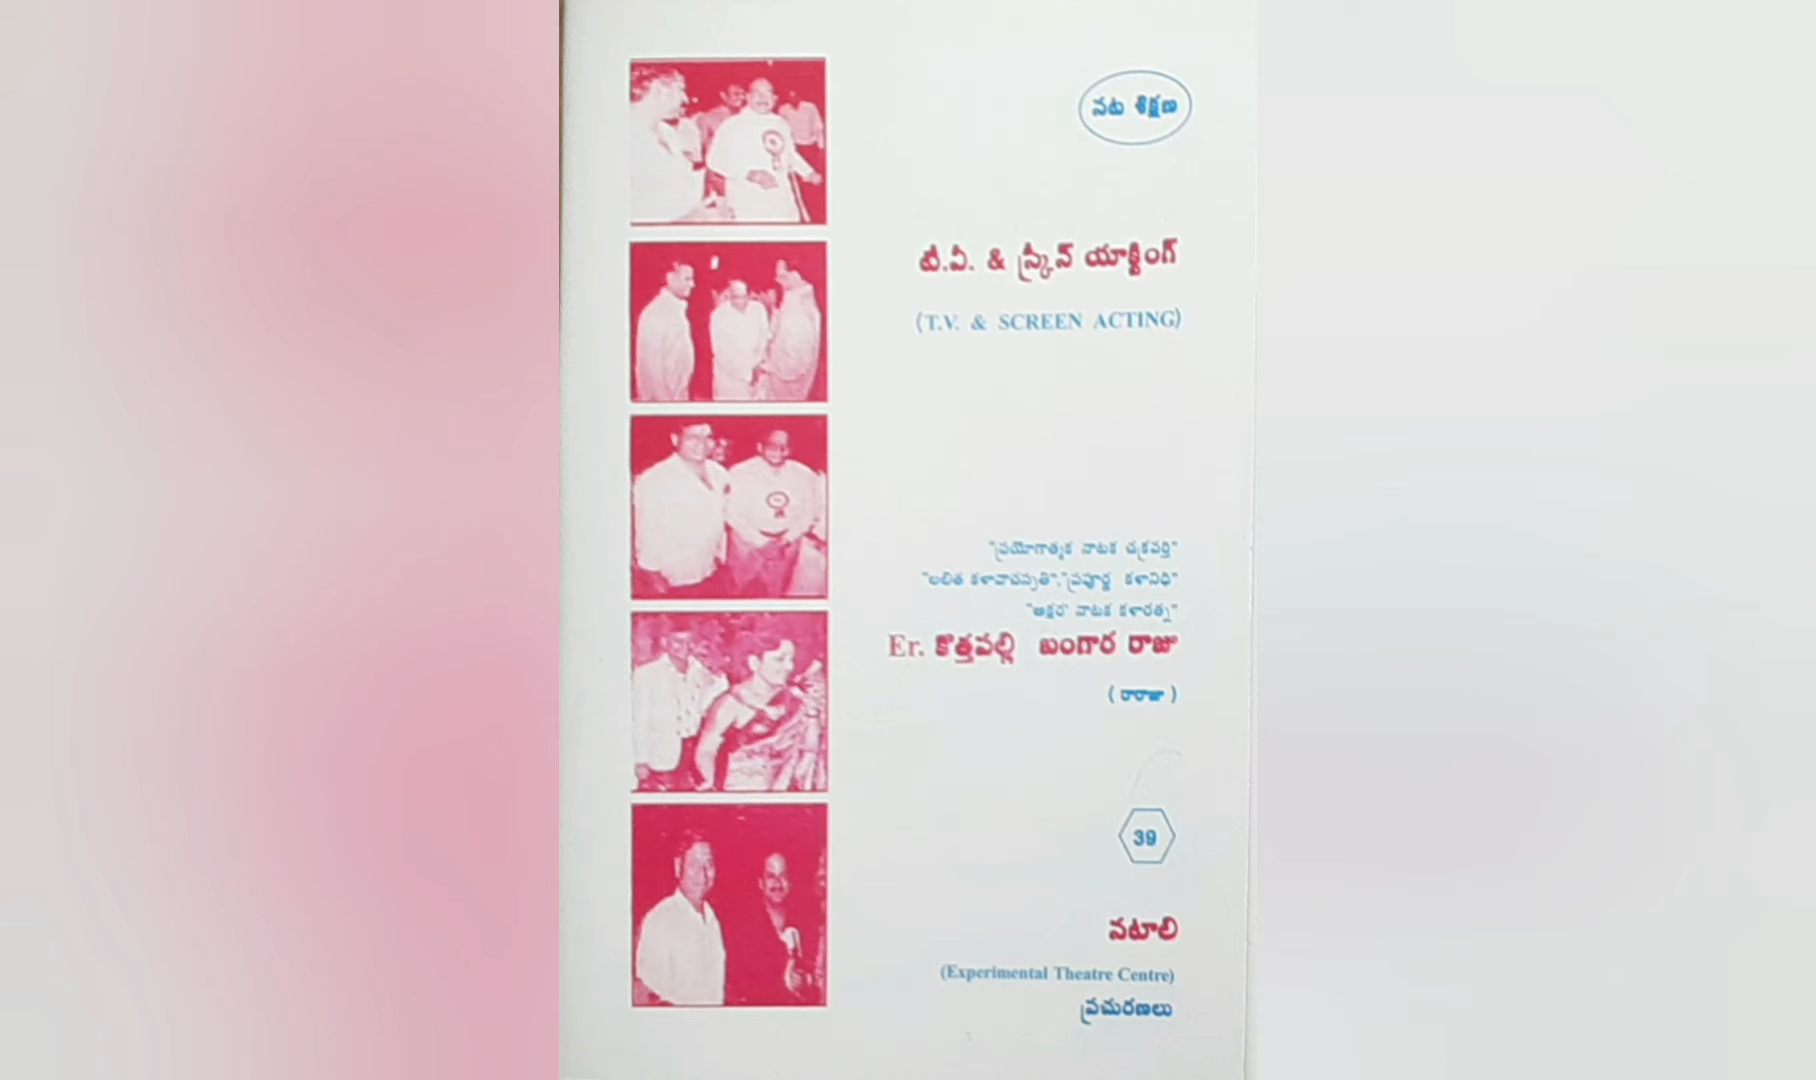 నట శిక్షణ
టి.వీ. & స్క్రీన్ యాక్టింగ్
(T.V. & SCREEN ACTING)
"ప్రయోగాత్మక నాటక చక్రవర్తి"
"లలిత కళావాచస్పతి", "ప్రపూర్ణ కళానిధి"
"అక్షర నాటక కళారత్న"
Er. కొత్తపల్లి బంగార రాజు
( రారాజు )
39
నటాలి
(Experimental Theatre Centre)
ప్రచురణలు